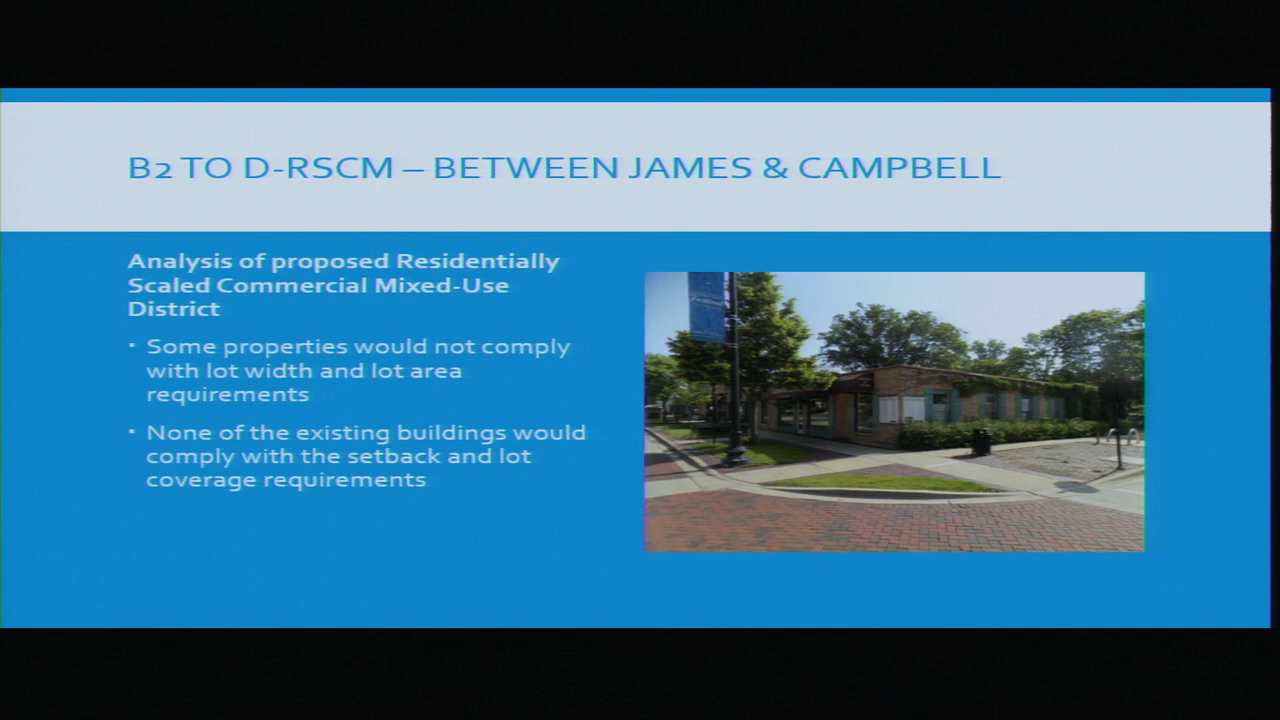 B2 TO D-RSCM – BETWEEN JAMES & CAMPBELL
Analysis of proposed Residentially
Scaled Commercial Mixed-Use
District
▪ Some properties would not comply
with lot width and lot area
requirements
▪ None of the existing buildings would
comply with the setback and lot
coverage requirements